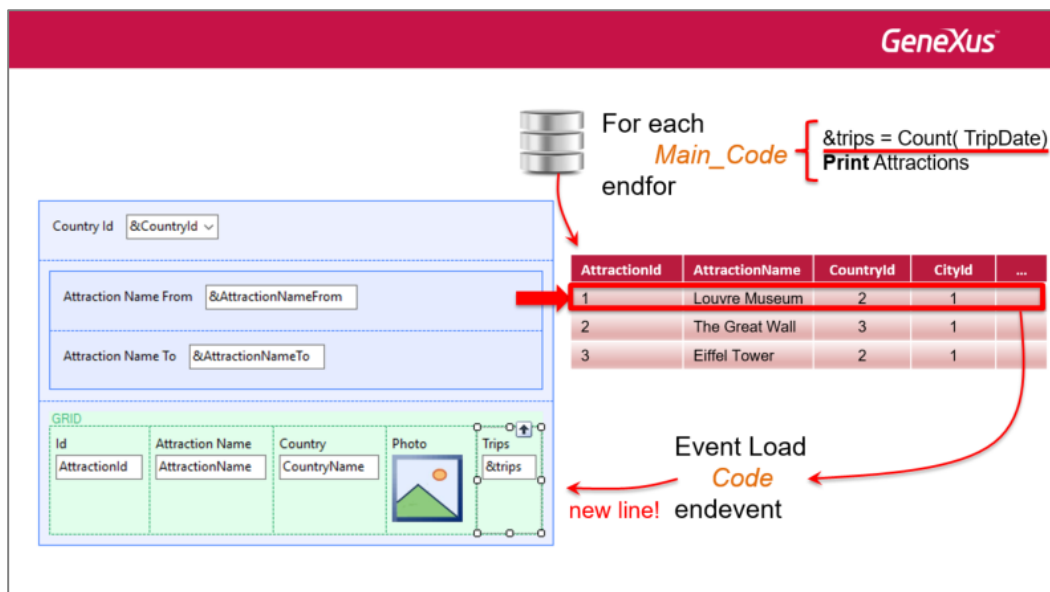 GeneXus™
For each
Main_Code
endfor
&trips = Count( TripDate)
Print Attractions
Country Id &CountryId
Attraction Name From &AttractionNameFrom
Attraction Name To &AttractionNameTo
AttractionId AttractionName CountryId CityId ...
1 Louvre Museum 2 1
2 The Great Wall 3 1
3 Eiffel Tower 2 1
GRID
Id Attraction Name Country Photo Trips
AttractionId AttractionName CountryName &trips
Event Load
Code
new line! endevent